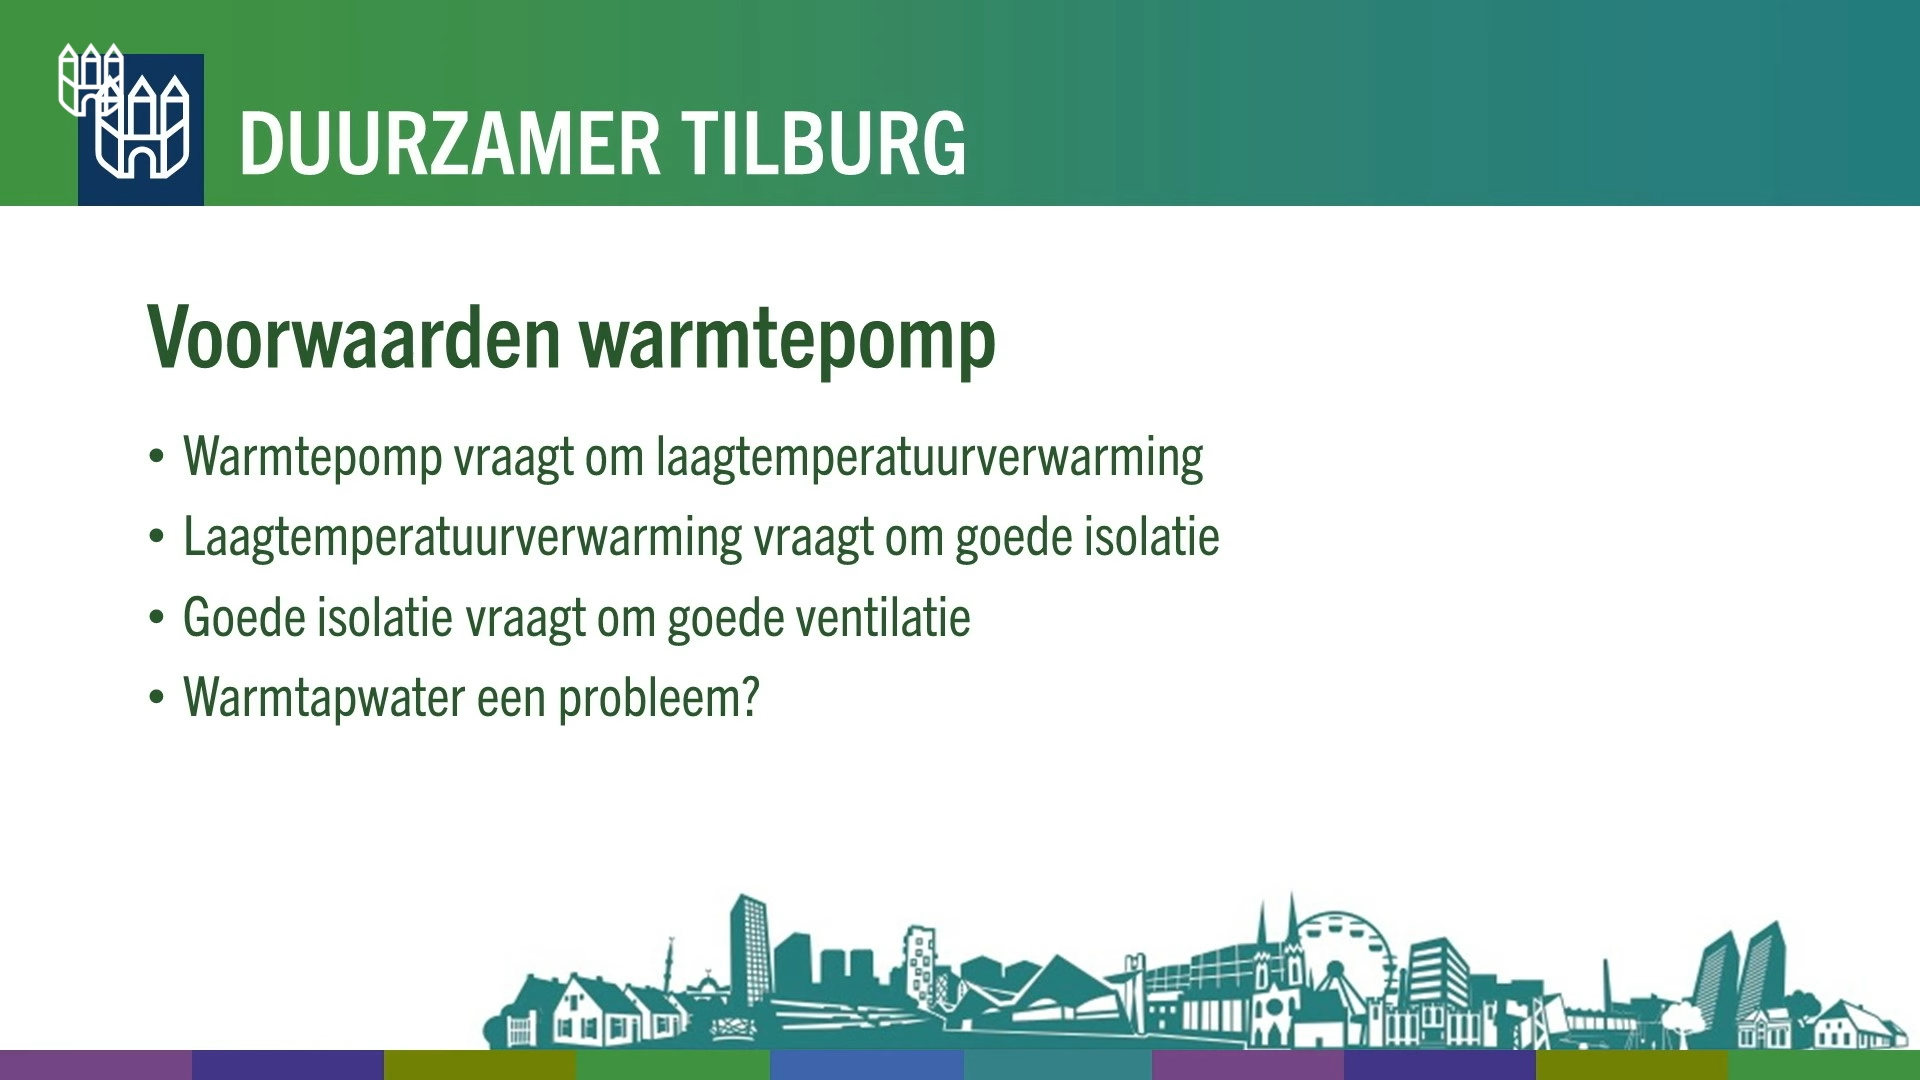 DUURZAMER TILBURG
Voorwaarden warmtepomp
• Warmtepomp vraagt om laagtemperatuurverwarming
• Laagtemperatuurverwarming vraagt om goede isolatie
• Goede isolatie vraagt om goede ventilatie
• Warmtapwater een probleem?